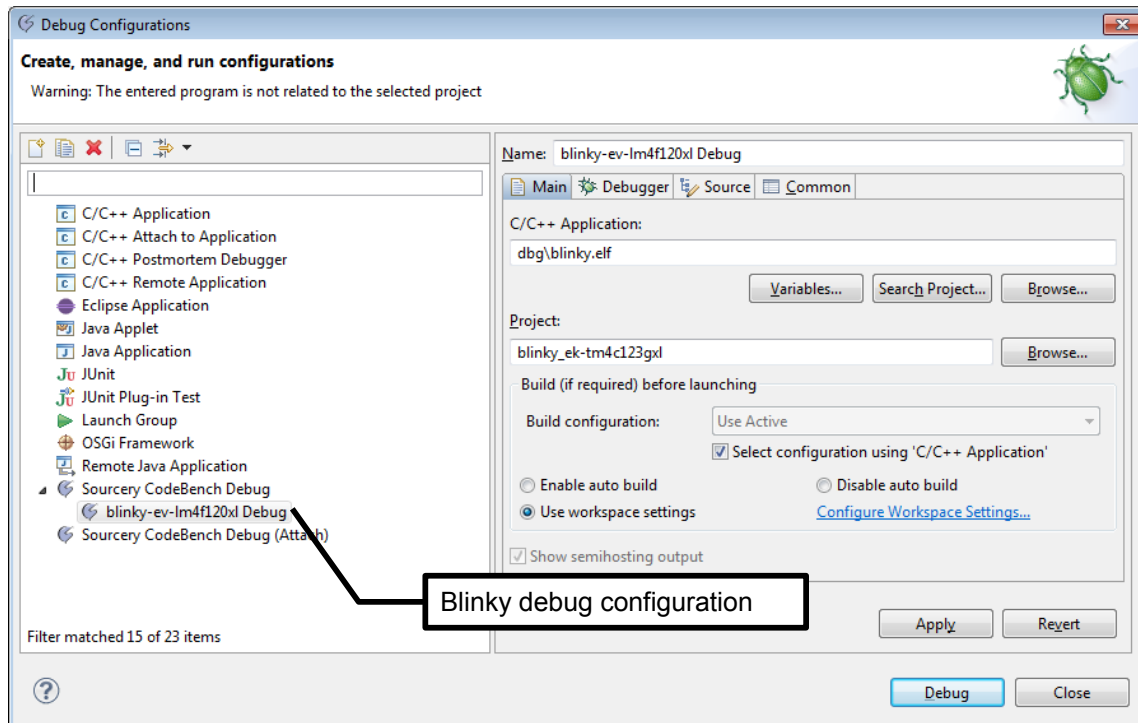 Debug Configurations
Create, manage, and run configurations
Warning: The entered program is not related to the selected project
C/C++ Application
C/C++ Attach to Application
C/C++ Postmortem Debugger
C/C++ Remote Application
Eclipse Application
Java Applet
Java Application
JUnit
JUnit Plug-in Test
Launch Group
OSGi Framework
Remote Java Application
Sourcery CodeBench Debug
blinky-ev-lm4f120xl Debug
Sourcery CodeBench Debug (Attach)
Filter matched 15 of 23 items
Name: blinky-ev-lm4f120xl Debug
Main Debugger Source Common
C/C++ Application:
dbg\blinky.elf
Variables... Search Project... Browse...
Project:
blinky_ek-tm4c123gxl Browse...
Build (if required) before launching
Build configuration: Use Active
Select configuration using 'C/C++ Application'
Enable auto build Disable auto build
Use workspace settings Configure Workspace Settings...
Show semihosting output
Blinky debug configuration
Apply Revert
? Debug Close